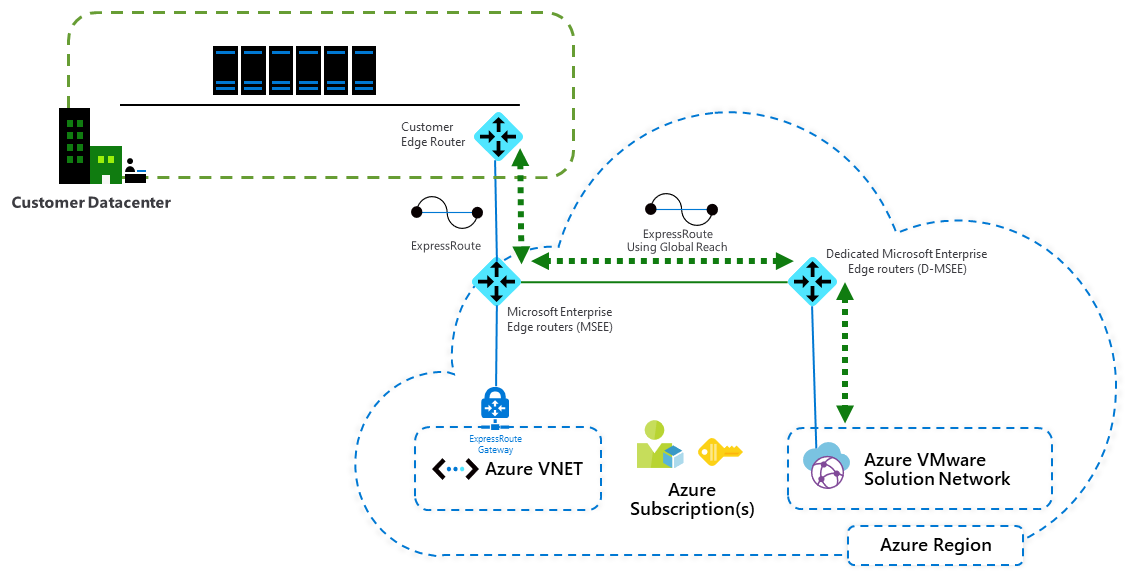 Customer
Edge Router
Customer Datacenter
ExpressRoute
ExpressRoute
Using Global Reach
Dedicated Microsoft Enterprise
Edge routers (D-MSEE)
Microsoft Enterprise
Edge routers (MSEE)
ExpressRoute
Gateway
Azure VNET
Azure
Subscription(s)
Azure VMware
Solution Network
Azure Region